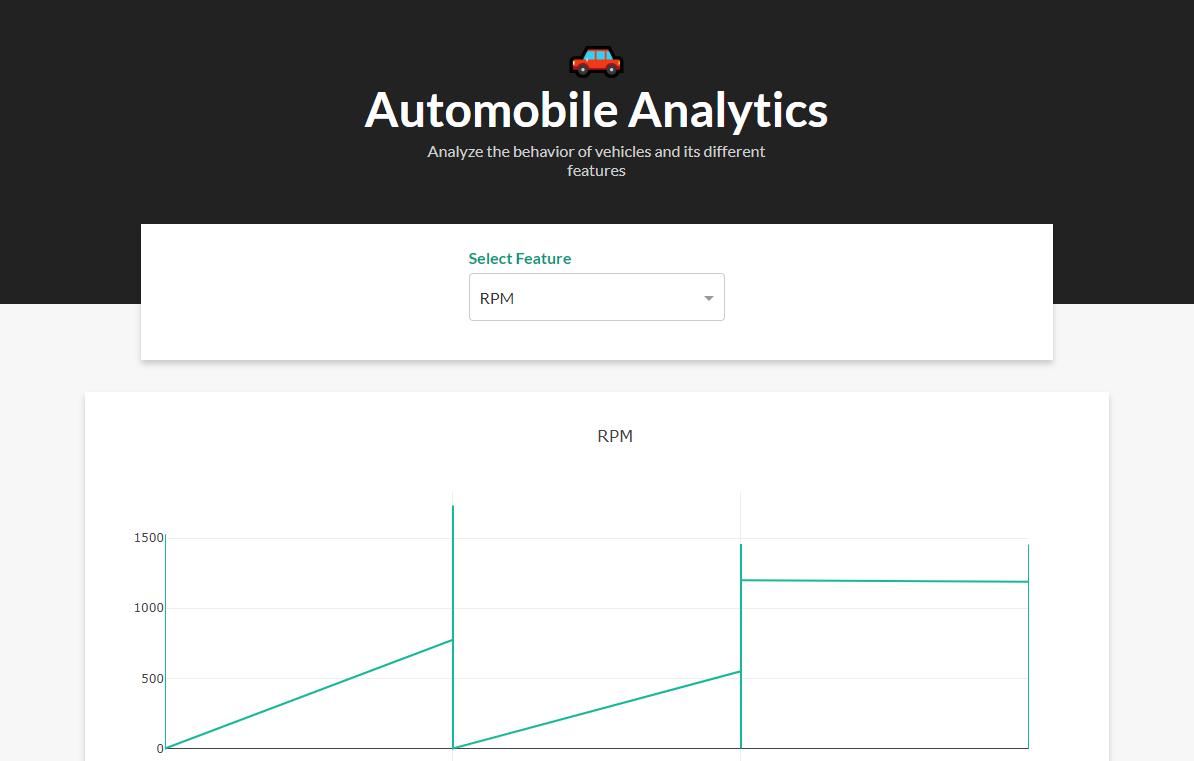 Automobile Analytics
Analyze the behavior of vehicles and its different
features
Select Feature
RPM
RPM
1500
1000
500
0